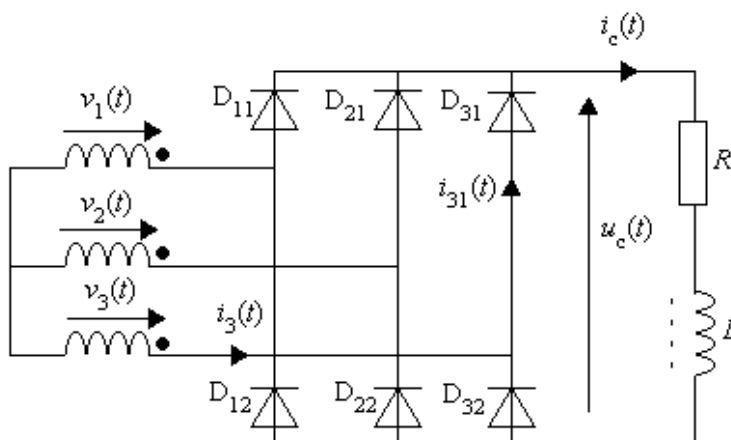 i_c(t)
v_1(t)
D_11 D_21 D_31
R
v_2(t)
i_31(t)
u_c(t)
v_3(t)
i_3(t)
D_12 D_22 D_32